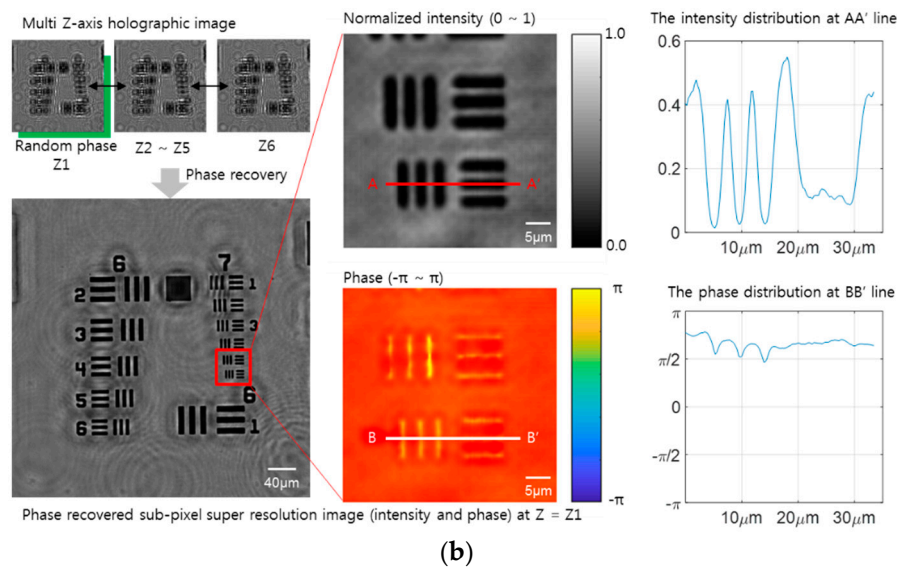 Multi Z-axis holographic image
Random phase
Z1
Z2 ~ Z5
Z6
Phase recovery
6
7
2
1
3
3
4
5
6
6
1
40μm
Phase recovered sub-pixel super resolution image (intensity and phase) at Z = Z1
Normalized intensity (0 ~ 1)
A
A'
5μm
1.0
0.0
Phase (-π ~ π)
B
B'
5μm
π
-π
The intensity distribution at AA' line
0.6
0.4
0.2
0
10μm
20μm
30μm
The phase distribution at BB' line
π
π/2
0
-π/2
-π
10μm
20μm
30μm
(b)